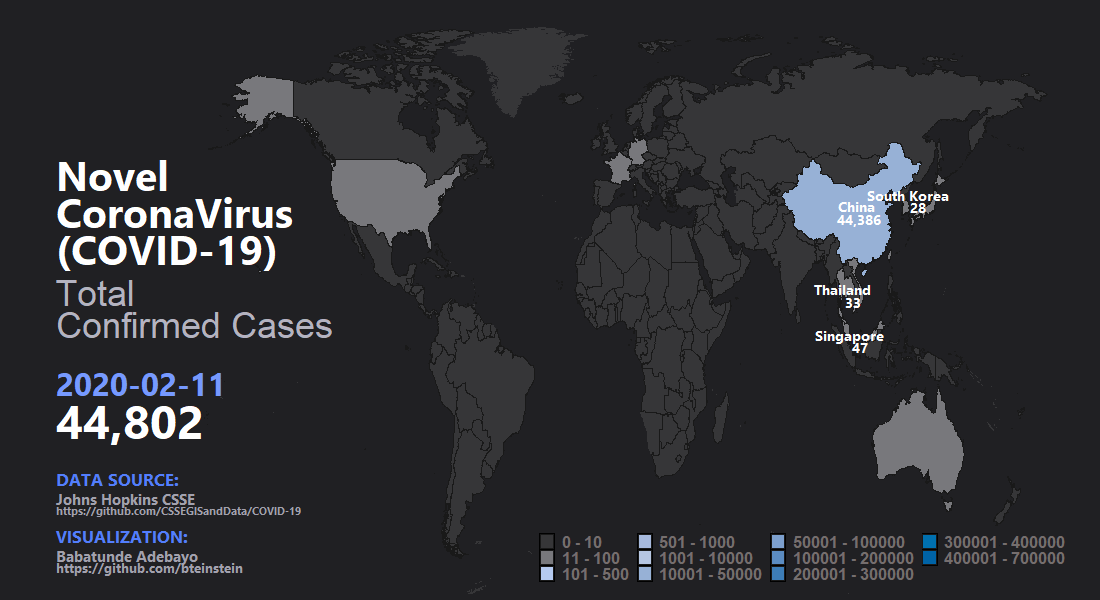 Novel
CoronaVirus
(COVID-19)
Total
Confirmed Cases
2020-02-11
44,802
DATA SOURCE:
Johns Hopkins CSSE
https://github.com/CSSEGISandData/COVID-19
VISUALIZATION:
Babatunde Adebayo
https://github.com/bteinstein
South Korea
28
China
44,386
Thailand
33
Singapore
47
0 - 10
11 - 100
101 - 500
501 - 1000
1001 - 10000
10001 - 50000
50001 - 100000
100001 - 200000
200001 - 300000
300001 - 400000
400001 - 700000